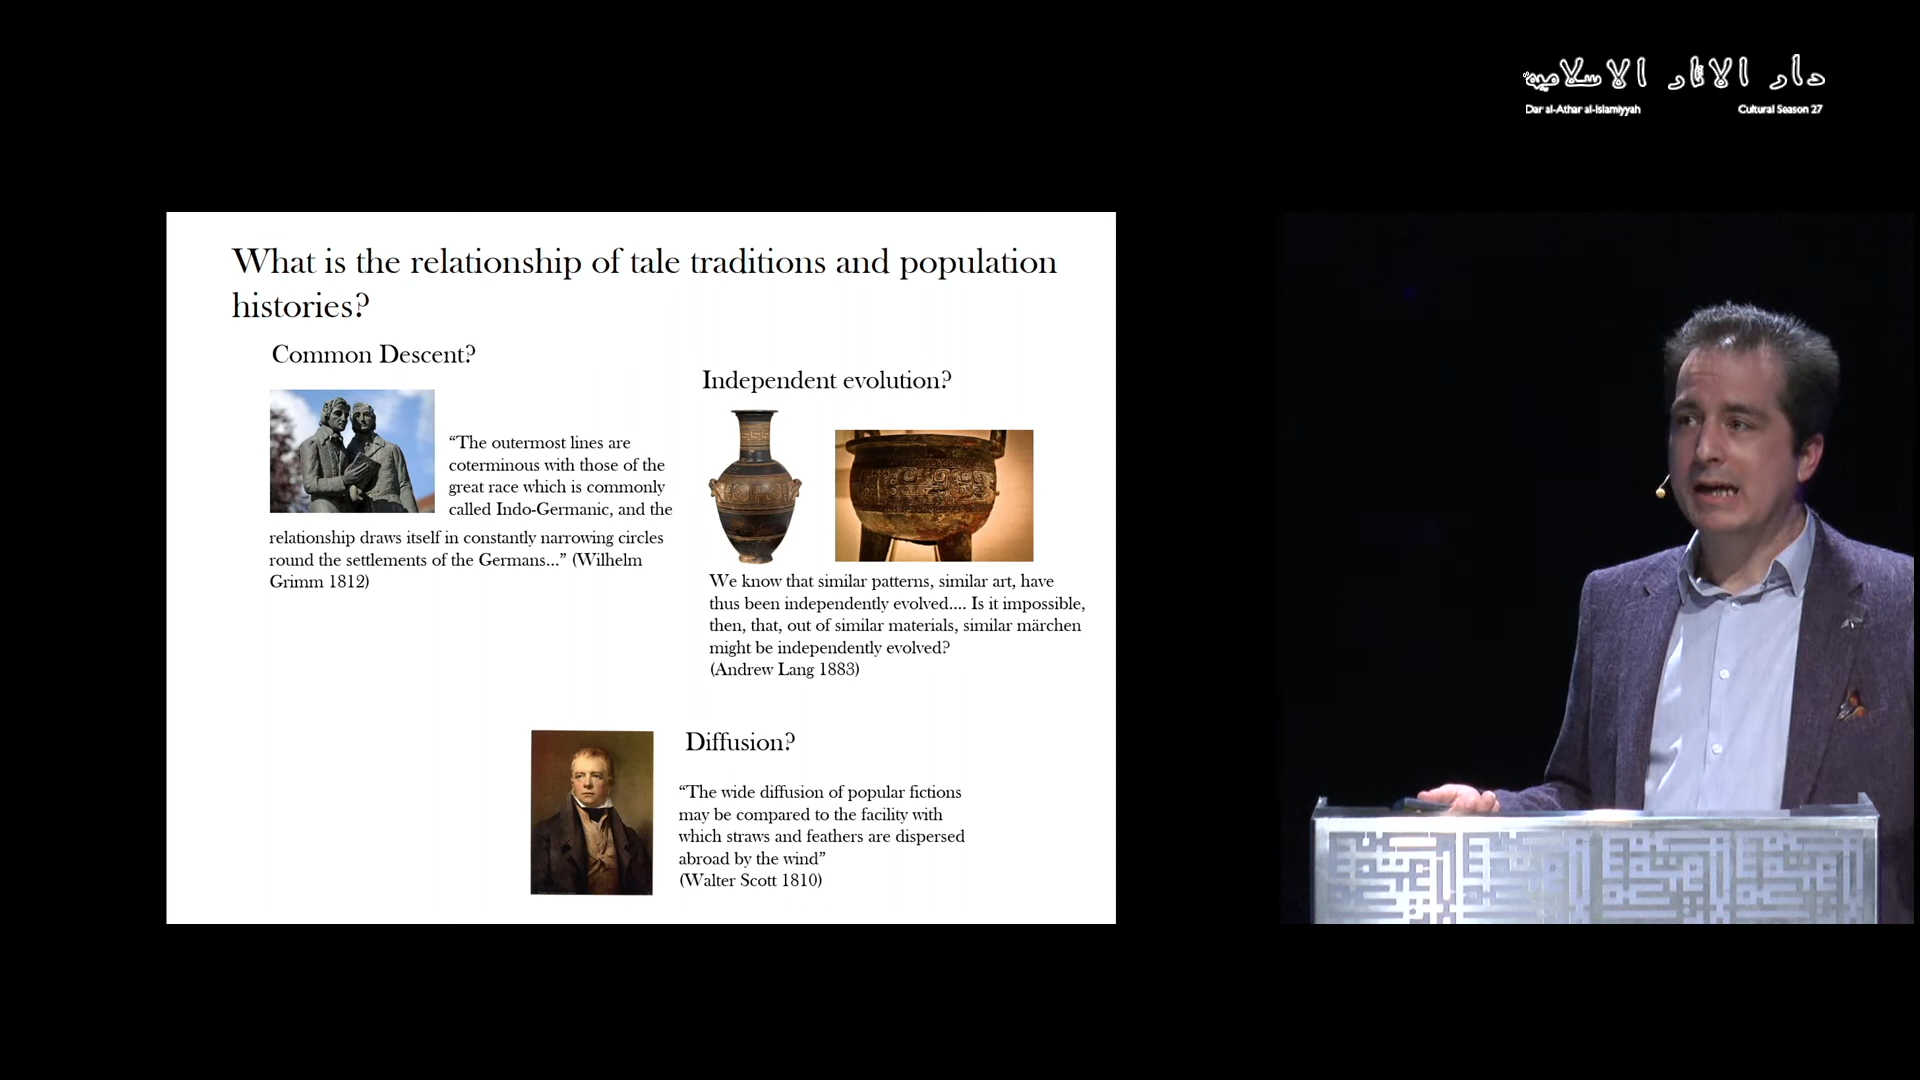 دار الآثار الاسلامية
Dar al-Athar al-Islamiyyah
Cultural Season 27
What is the relationship of tale traditions and population
histories?
Common Descent?
“The outermost lines are
coterminous with those of the
great race which is commonly
called Indo-Germanic, and the
relationship draws itself in constantly narrowing circles
round the settlements of the Germans...” (Wilhelm
Grimm 1812)
Independent evolution?
We know that similar patterns, similar art, have
thus been independently evolved.... Is it impossible,
then, that, out of similar materials, similar märchen
might be independently evolved?
(Andrew Lang 1883)
Diffusion?
“The wide diffusion of popular fictions
may be compared to the facility with
which straws and feathers are dispersed
abroad by the wind”
(Walter Scott 1810)